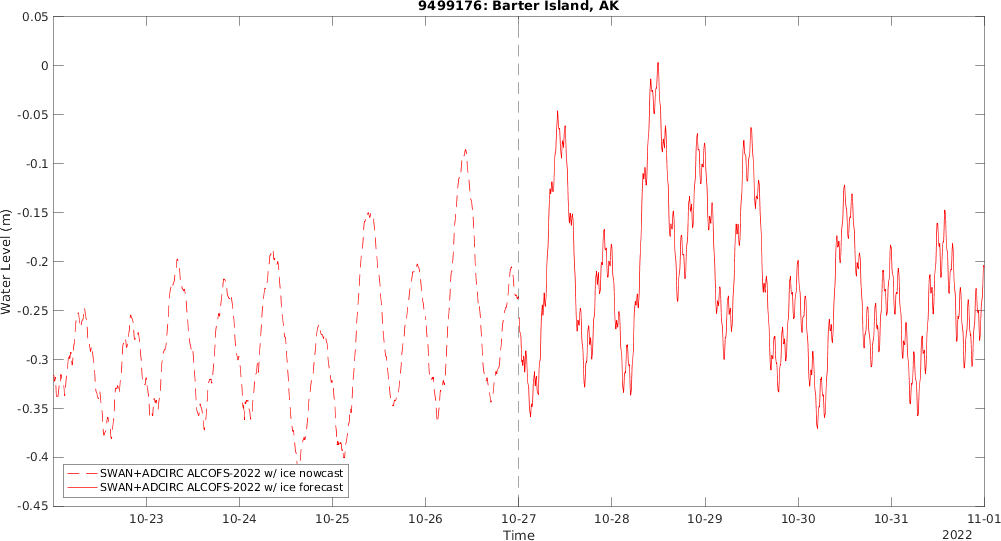 9499176: Barter Island, AK
0.05
0
-0.05
-0.1
-0.15
-0.2
-0.25
-0.3
-0.35
-0.4
-0.45
Water Level (m)
SWAN+ADCIRC ALCOFS-2022 w/ ice nowcast
SWAN+ADCIRC ALCOFS-2022 w/ ice forecast
10-23 10-24 10-25 10-26 10-27 10-28 10-29 10-30 10-31 11-01
Time
2022